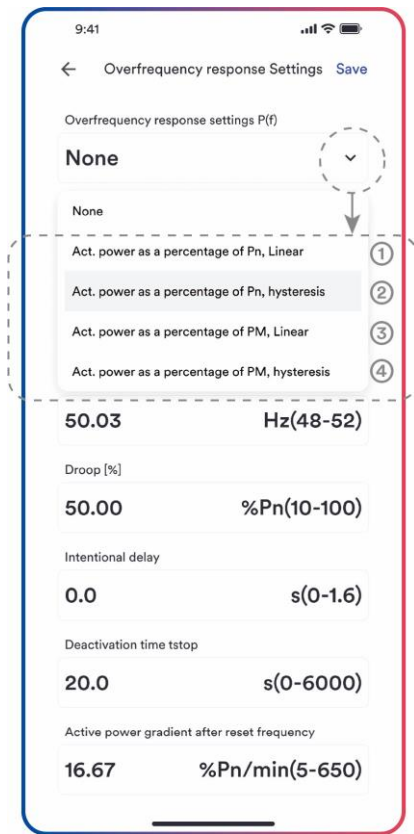 9:41
← Overfrequency response Settings Save
Overfrequency response settings P(f)
None
None
Act. power as a percentage of Pn, Linear ①
Act. power as a percentage of Pn, hysteresis ②
Act. power as a percentage of PM, Linear ③
Act. power as a percentage of PM, hysteresis ④
50.03 Hz(48-52)
Droop [%]
50.00 %Pn(10-100)
Intentional delay
0.0 s(0-1.6)
Deactivation time tstop
20.0 s(0-6000)
Active power gradient after reset frequency
16.67 %Pn/min(5-650)